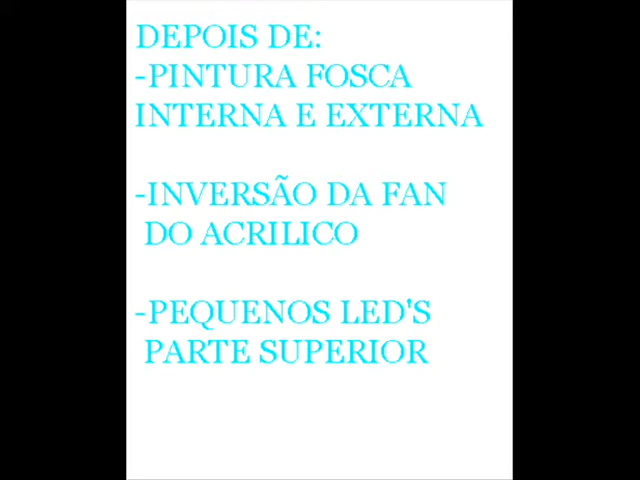 DEPOIS DE:
-PINTURA FOSCA
INTERNA E EXTERNA
-INVERSÃO DA FAN
DO ACRILICO
-PEQUENOS LED'S
PARTE SUPERIOR